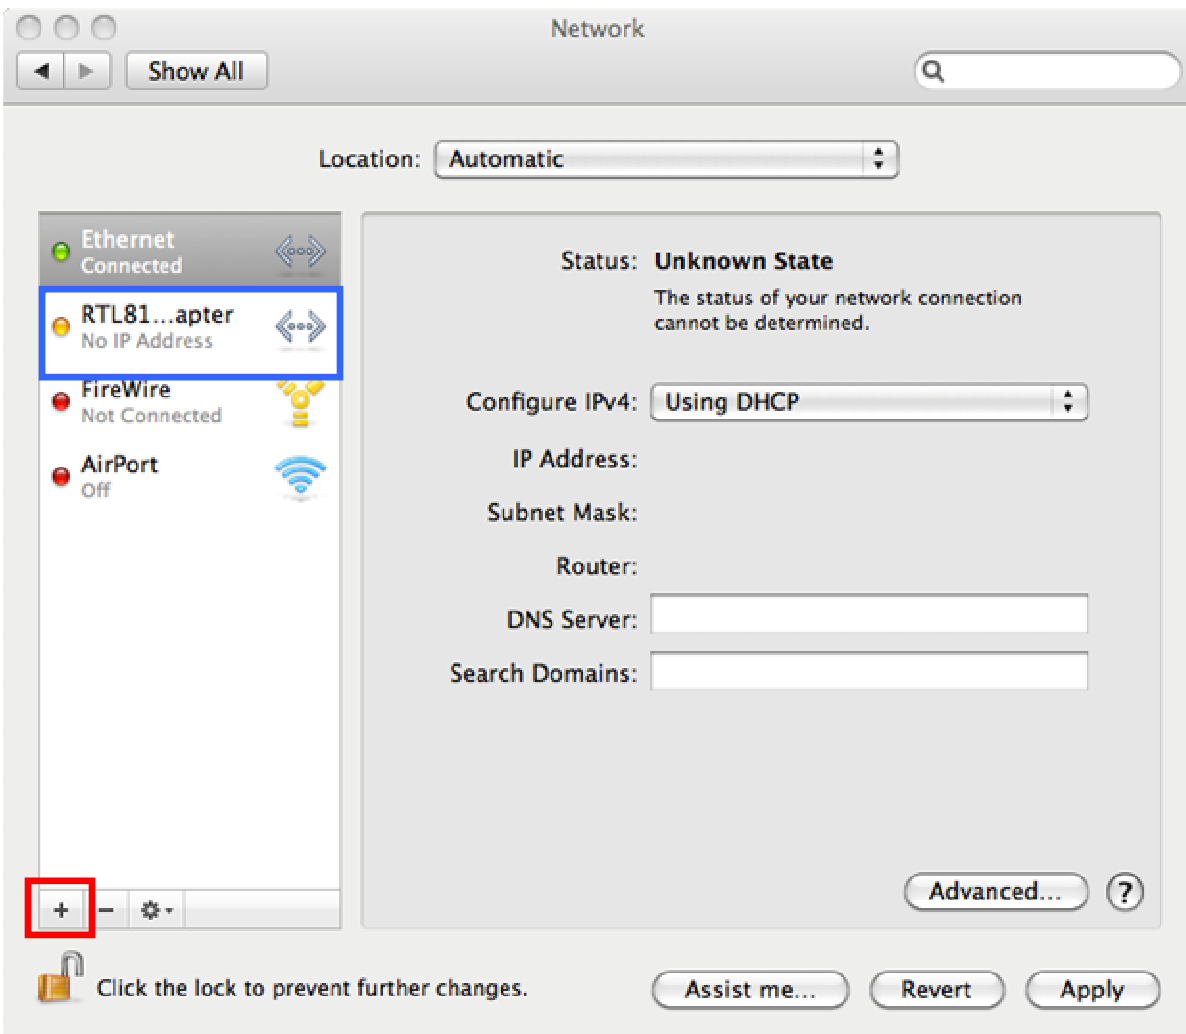 Network
Show All
Location: Automatic
Ethernet
Connected
RTL81...apter
No IP Address
FireWire
Not Connected
AirPort
Off
Status: Unknown State
The status of your network connection
cannot be determined.
Configure IPv4: Using DHCP
IP Address:
Subnet Mask:
Router:
DNS Server:
Search Domains:
Advanced...
?
+
−
Click the lock to prevent further changes.
Assist me...
Revert
Apply